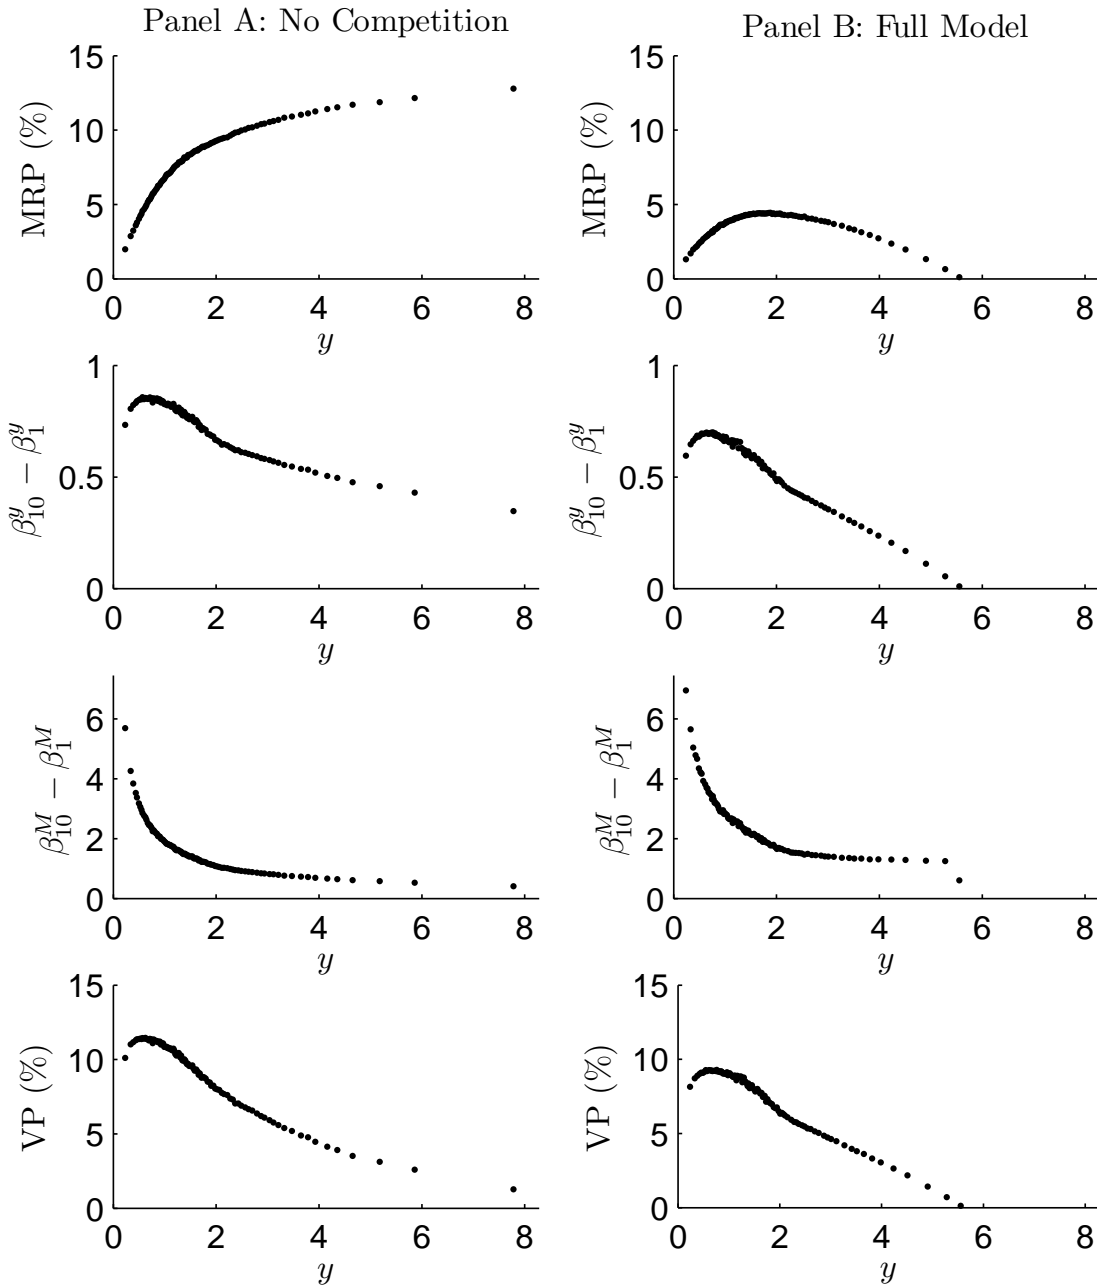 Panel A: No Competition
MRP (%)
15
10
5
0
0 2 4 6 8
y
β^y_10 − β^y_1
1
0.5
0
0 2 4 6 8
y
β^M_10 − β^M_1
6
4
2
0
0 2 4 6 8
y
VP (%)
15
10
5
0
0 2 4 6 8
y
Panel B: Full Model
MRP (%)
15
10
5
0
0 2 4 6 8
y
β^y_10 − β^y_1
1
0.5
0
0 2 4 6 8
y
β^M_10 − β^M_1
6
4
2
0
0 2 4 6 8
y
VP (%)
15
10
5
0
0 2 4 6 8
y